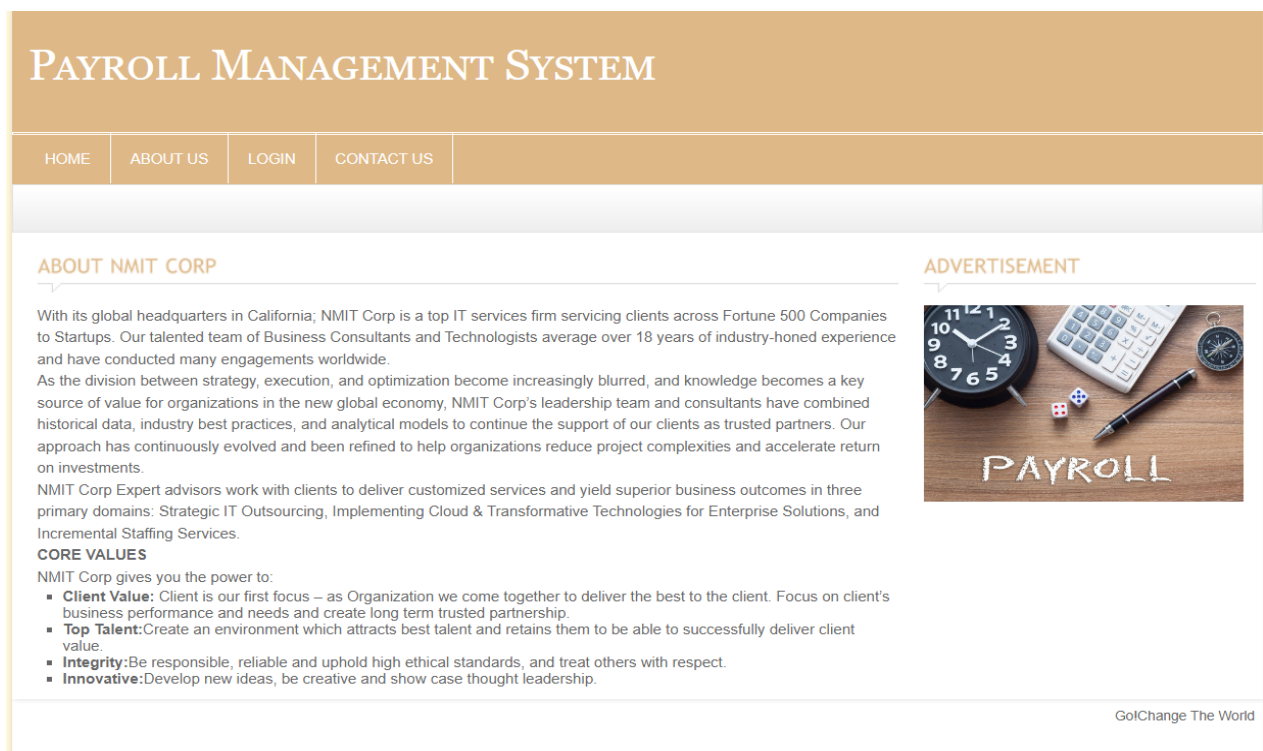 PAYROLL MANAGEMENT SYSTEM
HOME
ABOUT US
LOGIN
CONTACT US
ABOUT NMIT CORP
With its global headquarters in California; NMIT Corp is a top IT services firm servicing clients across Fortune 500 Companies
to Startups. Our talented team of Business Consultants and Technologists average over 18 years of industry-honed experience
and have conducted many engagements worldwide.
As the division between strategy, execution, and optimization become increasingly blurred, and knowledge becomes a key
source of value for organizations in the new global economy, NMIT Corp's leadership team and consultants have combined
historical data, industry best practices, and analytical models to continue the support of our clients as trusted partners. Our
approach has continuously evolved and been refined to help organizations reduce project complexities and accelerate return
on investments.
NMIT Corp Expert advisors work with clients to deliver customized services and yield superior business outcomes in three
primary domains: Strategic IT Outsourcing, Implementing Cloud & Transformative Technologies for Enterprise Solutions, and
Incremental Staffing Services.
CORE VALUES
NMIT Corp gives you the power to:
Client Value: Client is our first focus – as Organization we come together to deliver the best to the client. Focus on client's
business performance and needs and create long term trusted partnership.
Top Talent:Create an environment which attracts best talent and retains them to be able to successfully deliver client
value.
Integrity:Be responsible, reliable and uphold high ethical standards, and treat others with respect.
Innovative:Develop new ideas, be creative and show case thought leadership.
ADVERTISEMENT
11 12 1
10 2
9 3
8 4
7 6 5
PAYROLL
Go!Change The World